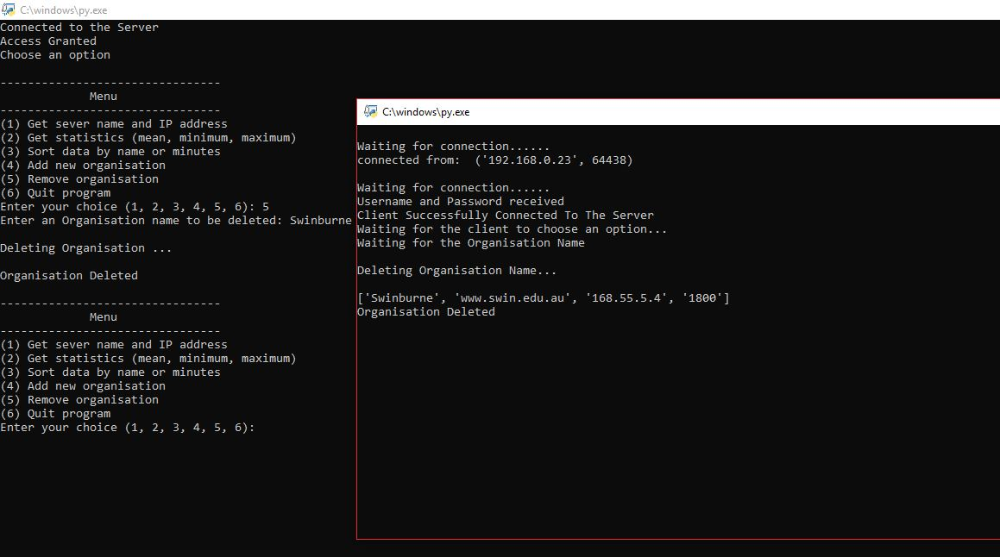 C:\windows\py.exe
Connected to the Server
Access Granted
Choose an option
--------------------------------
Menu
--------------------------------
(1) Get sever name and IP address
(2) Get statistics (mean, minimum, maximum)
(3) Sort data by name or minutes
(4) Add new organisation
(5) Remove organisation
(6) Quit program
Enter your choice (1, 2, 3, 4, 5, 6): 5
Enter an Organisation name to be deleted: Swinburne
Deleting Organisation ...
Organisation Deleted
--------------------------------
Menu
--------------------------------
(1) Get sever name and IP address
(2) Get statistics (mean, minimum, maximum)
(3) Sort data by name or minutes
(4) Add new organisation
(5) Remove organisation
(6) Quit program
Enter your choice (1, 2, 3, 4, 5, 6):
C:\windows\py.exe
Waiting for connection......
connected from:  ('192.168.0.23', 64438)
Waiting for connection......
Username and Password received
Client Successfully Connected To The Server
Waiting for the client to choose an option...
Waiting for the Organisation Name
Deleting Organisation Name...
['Swinburne', 'www.swin.edu.au', '168.55.5.4', '1800']
Organisation Deleted